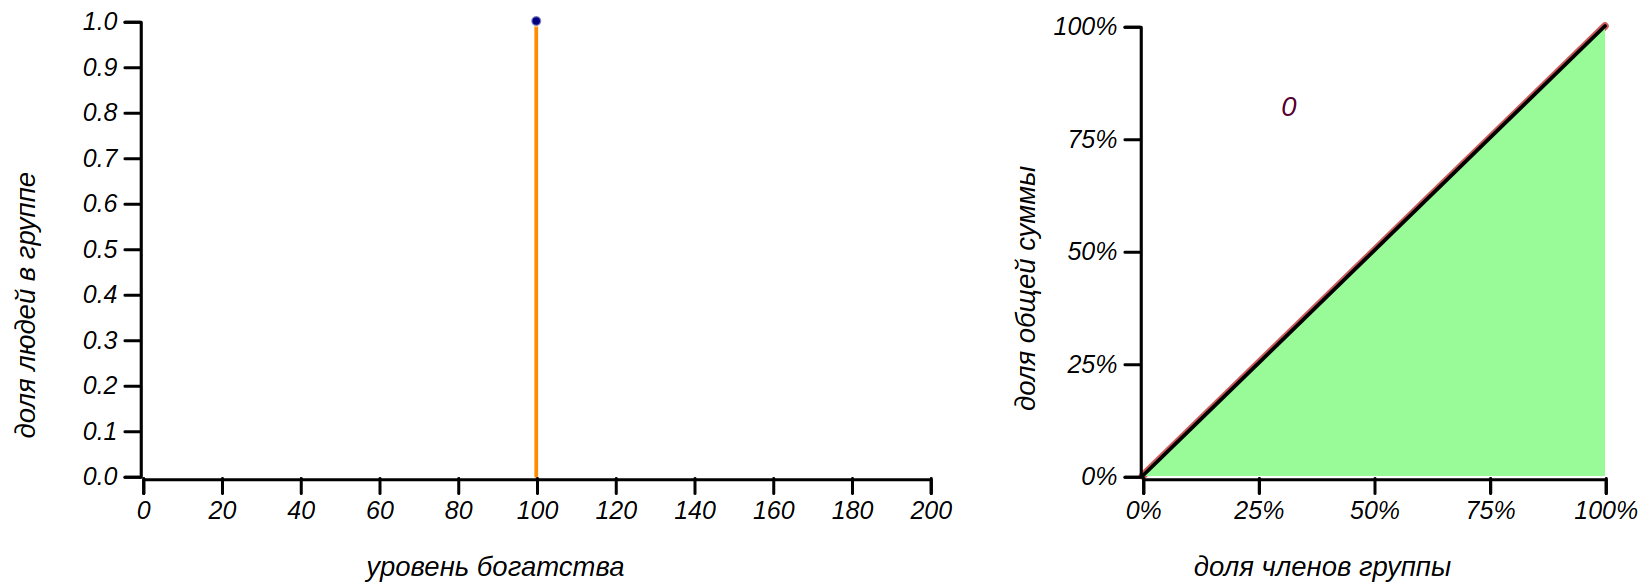 доля людей в группе
1.0
0.9
0.8
0.7
0.6
0.5
0.4
0.3
0.2
0.1
0.0
0 20 40 60 80 100 120 140 160 180 200
уровень богатства
доля общей суммы
100%
75%
50%
25%
0%
0
0% 25% 50% 75% 100%
доля членов группы